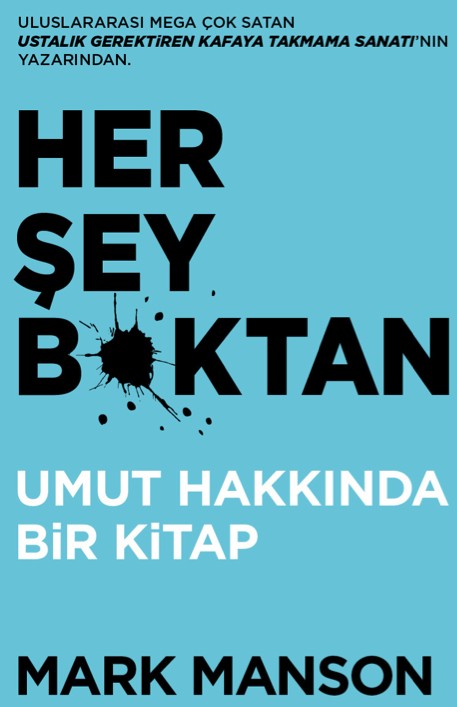 ULUSLARARASI MEGA ÇOK SATAN
USTALIK GEREKTİREN KAFAYA TAKMAMA SANATI'NIN
YAZARINDAN.
HER
ŞEY
BOKTAN
UMUT HAKKINDA
BİR KİTAP
MARK MANSON